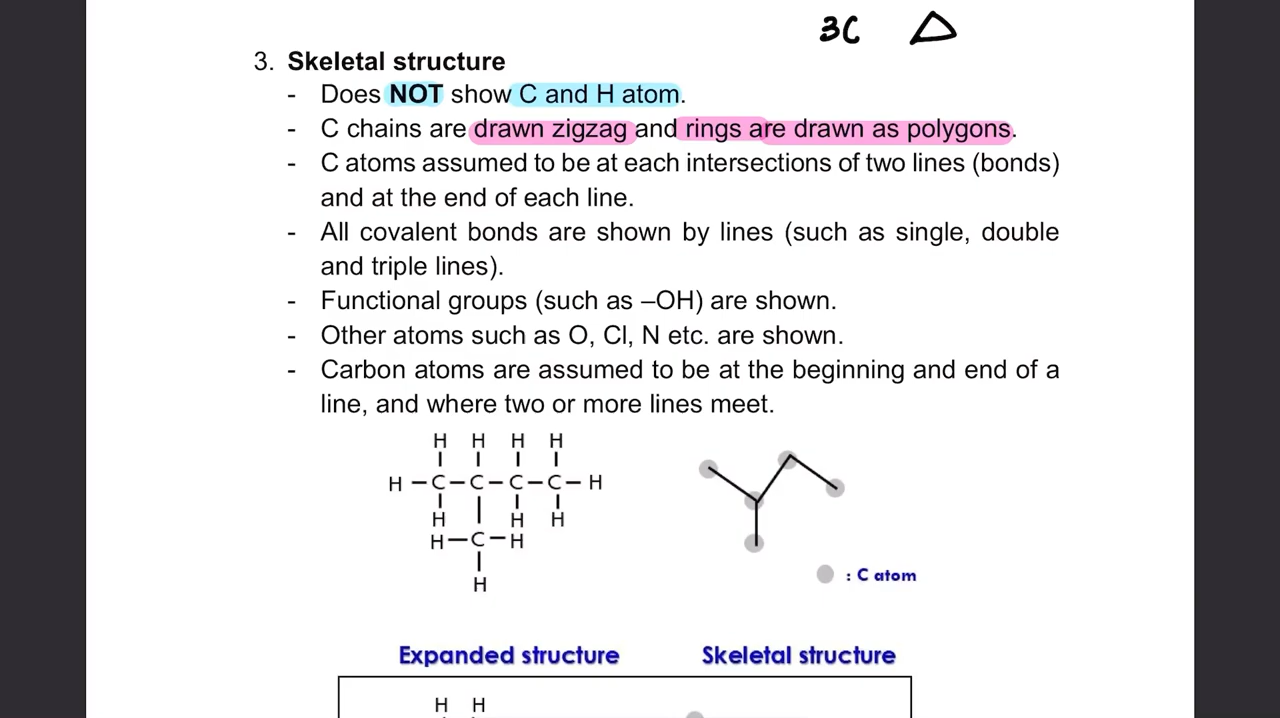 3C
3. Skeletal structure
- Does NOT show C and H atom.
- C chains are drawn zigzag and rings are drawn as polygons.
- C atoms assumed to be at each intersections of two lines (bonds)
and at the end of each line.
- All covalent bonds are shown by lines (such as single, double
and triple lines).
- Functional groups (such as –OH) are shown.
- Other atoms such as O, Cl, N etc. are shown.
- Carbon atoms are assumed to be at the beginning and end of a
line, and where two or more lines meet.
H H H H
H-C-C-C-C-H
H H H
H-C-H
H
: C atom
Expanded structure Skeletal structure
H H